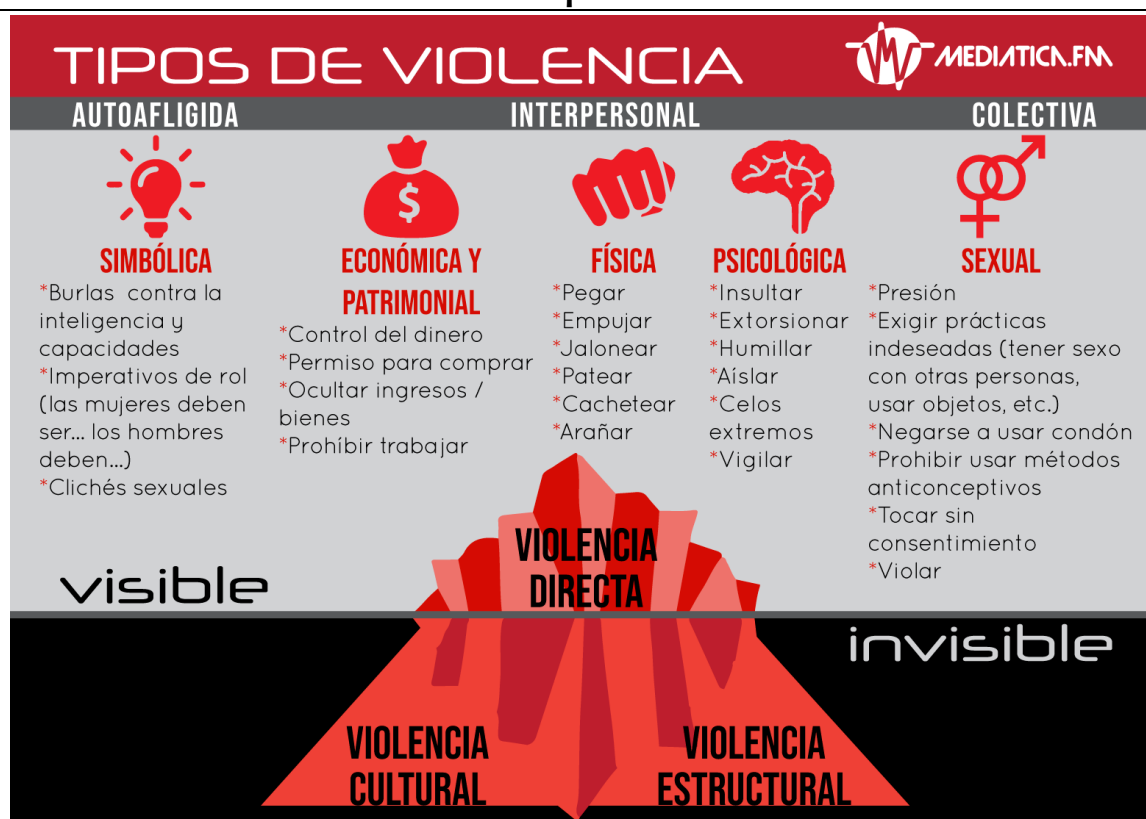 TIPOS DE VIOLENCIA
MEDIATICA.FM
AUTOAFLIGIDA
INTERPERSONAL
COLECTIVA
$
SIMBÓLICA
*Burlas contra la
inteligencia y
capacidades
*Imperativos de rol
(las mujeres deben
ser... los hombres
deben...)
*Clichés sexuales
ECONÓMICA Y
PATRIMONIAL
*Control del dinero
*Permiso para comprar
*Ocultar ingresos /
bienes
*Prohíbir trabajar
FÍSICA
*Pegar
*Empujar
*Jalonear
*Patear
*Cachetear
*Arañar
PSICOLÓGICA
*Insultar
*Extorsionar
*Humillar
*Aíslar
*Celos
extremos
*Vigilar
SEXUAL
*Presión
*Exigir prácticas
indeseadas (tener sexo
con otras personas,
usar objetos, etc.)
*Negarse a usar condón
*Prohibir usar métodos
anticonceptivos
*Tocar sin
consentimiento
*Violar
VIOLENCIA
DIRECTA
visible
invisible
VIOLENCIA
CULTURAL
VIOLENCIA
ESTRUCTURAL